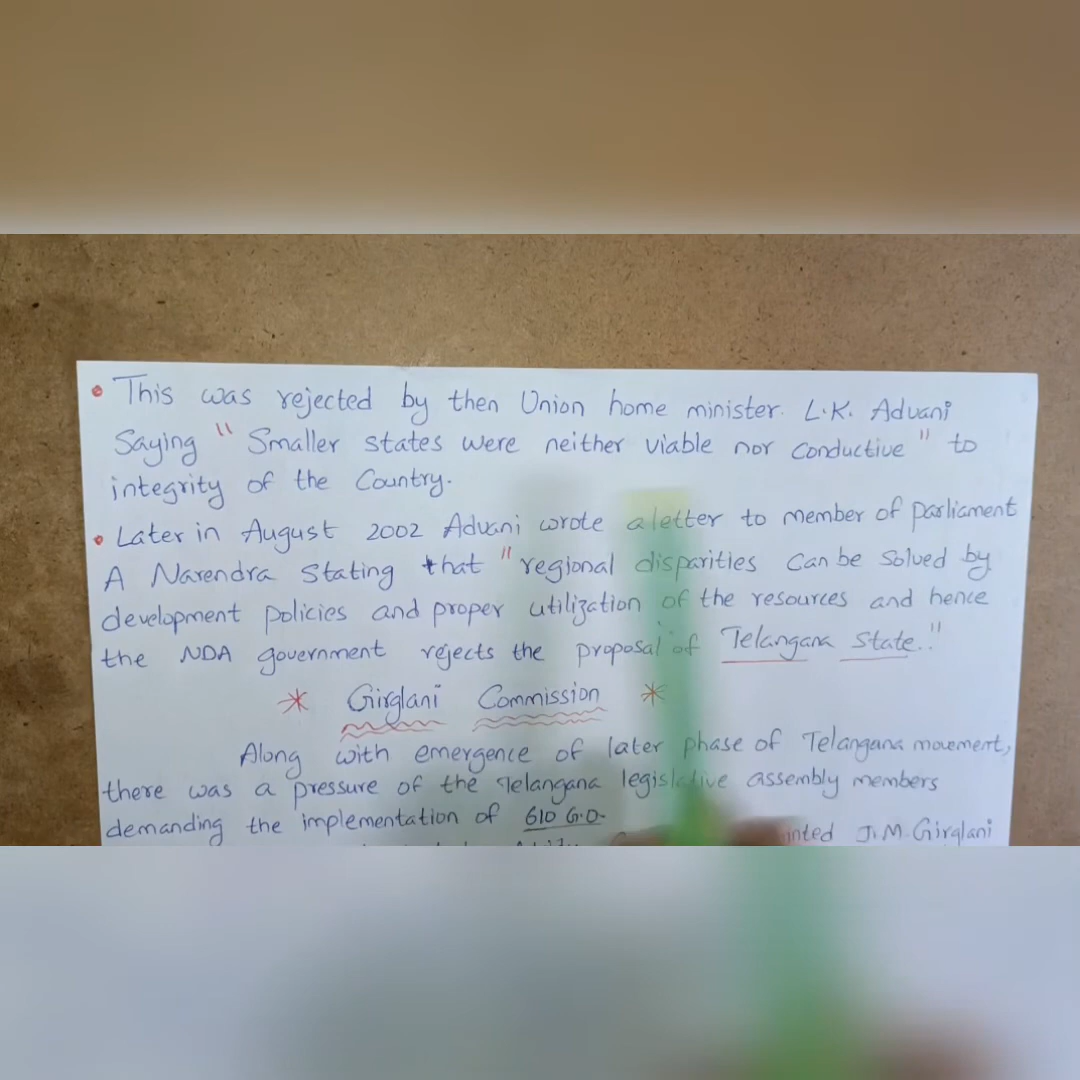 • This was rejected by then Union home minister. L.K. Advani
Saying "Smaller states were neither viable nor conductive" to
integrity of the Country.
• Later in August 2002 Advani wrote a letter to member of parliament
A Narendra stating that "regional disparities can be solved by
development policies and proper utilization of the resources and hence
the NDA government rejects the proposal of Telangana State.."
* Girglani Commission *
Along with emergence of later phase of Telangana movement,
there was a pressure of the Telangana legislative assembly members
demanding the implementation of 610 G.O.
J.M. Girglani